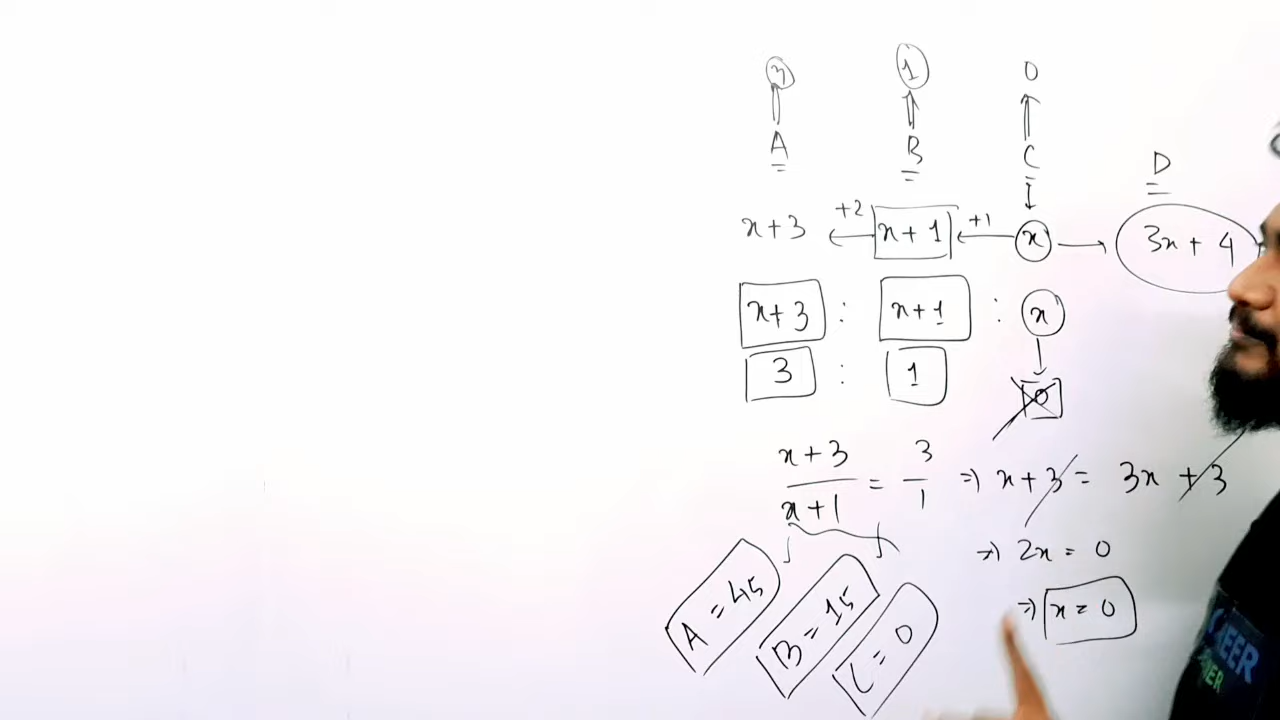 3 1 0
A B C D
x+3 +2 x+1 +1 x 3x+4
x+3 : x+1 : x
3 : 1 0
x+3/x+1 = 3/1 ⇒ x+3 = 3x+3
⇒ 2x = 0
⇒ x = 0
A = 45
B = 15
C = 0